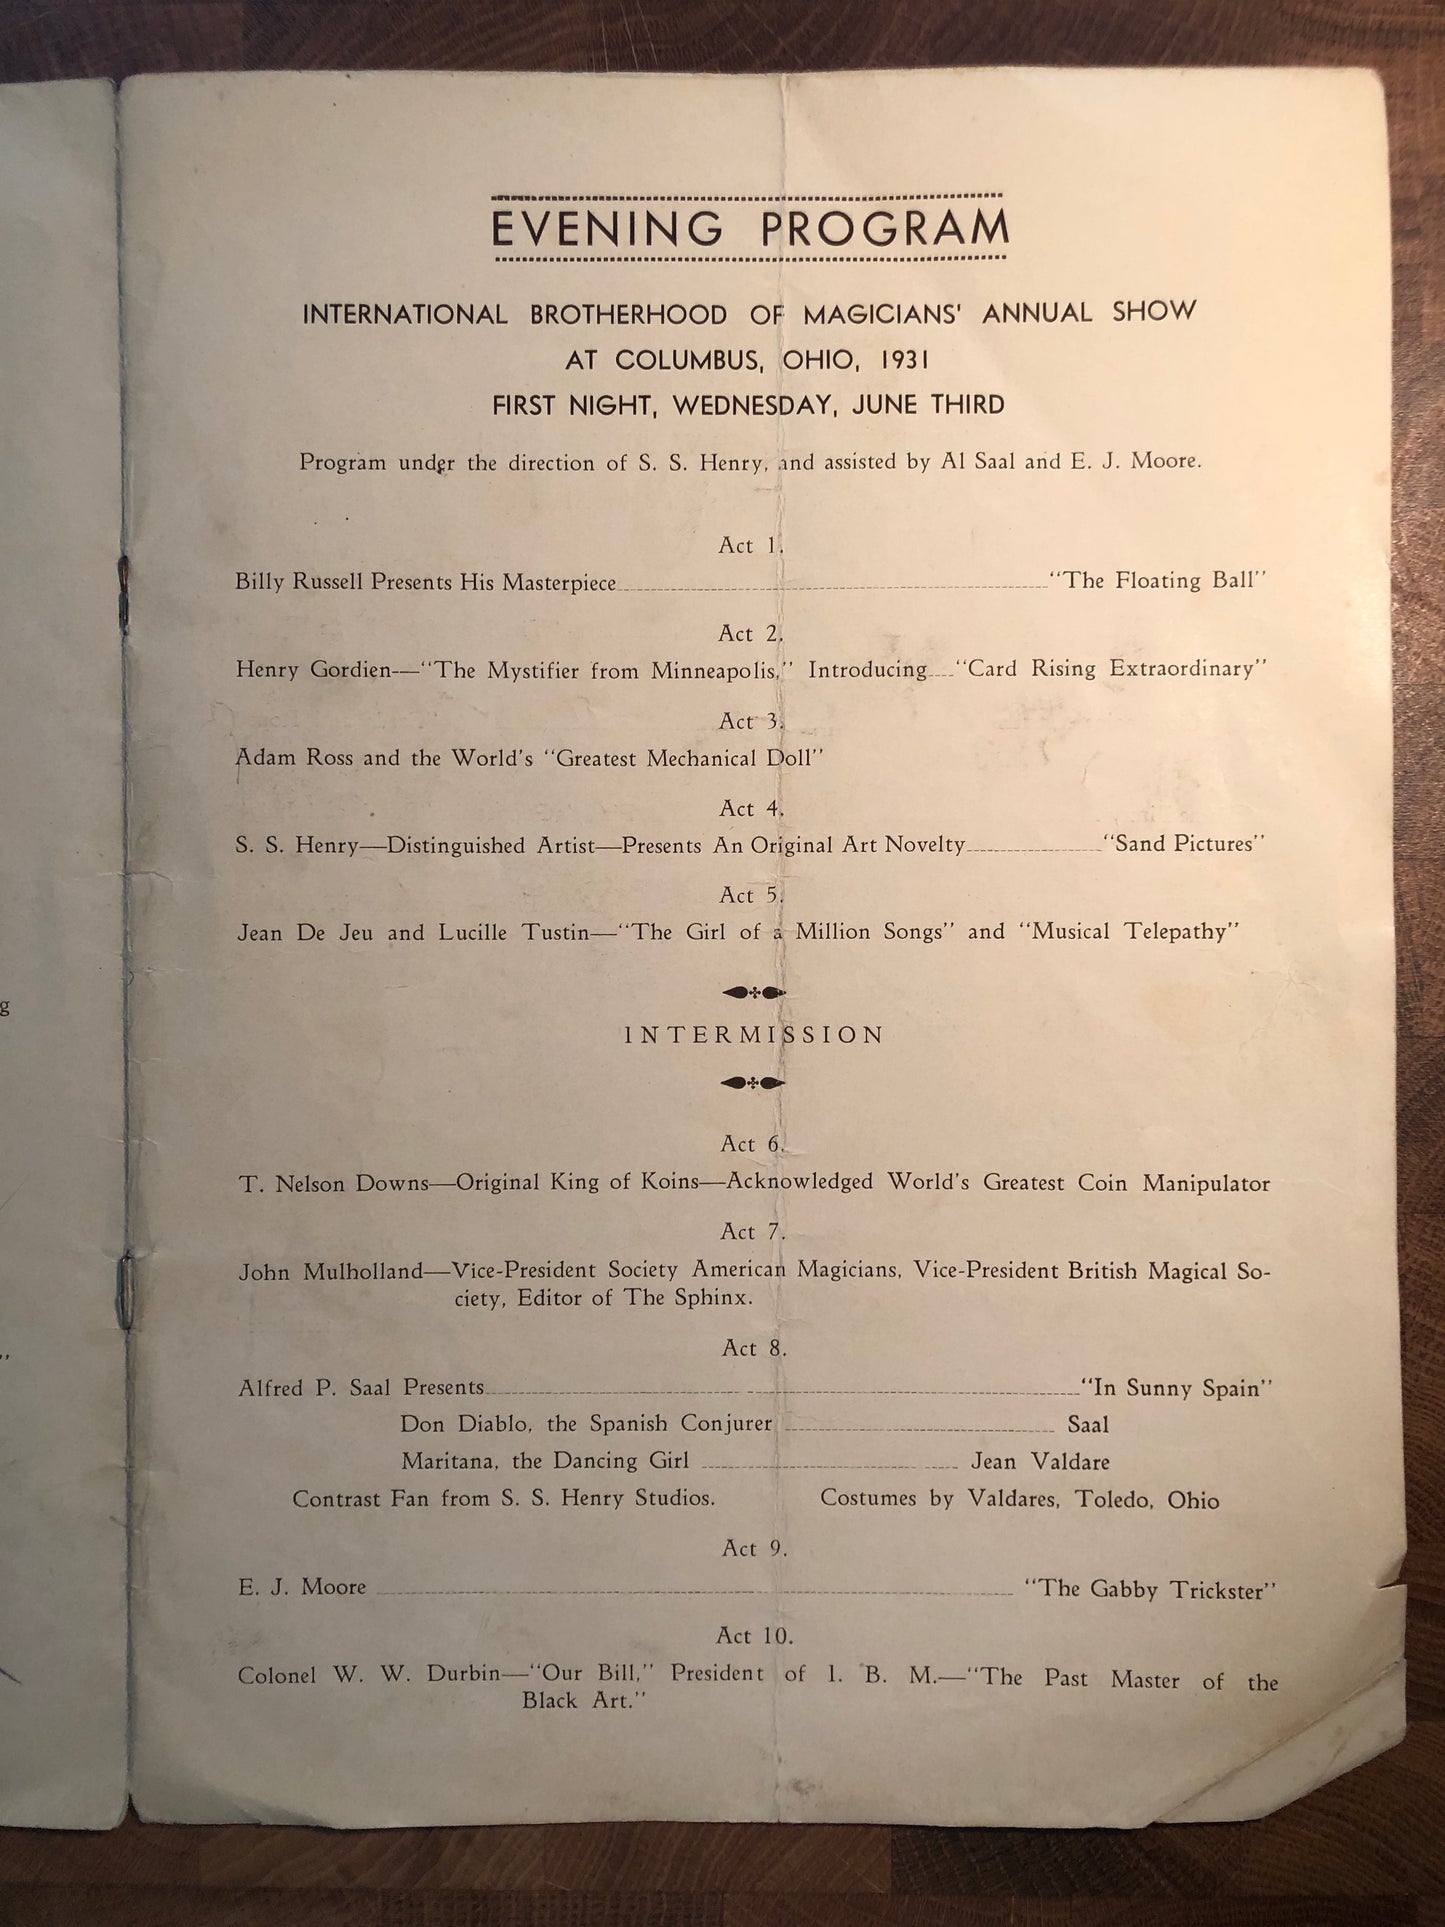 EVENING PROGRAM
INTERNATIONAL BROTHERHOOD OF MAGICIANS' ANNUAL SHOW
AT COLUMBUS, OHIO, 1931
FIRST NIGHT, WEDNESDAY, JUNE THIRD
Program under the direction of S. S. Henry, and assisted by Al Saal and E. J. Moore.
Act 1.
Billy Russell Presents His Masterpiece "The Floating Ball"
Act 2.
Henry Gordien—"The Mystifier from Minneapolis," Introducing "Card Rising Extraordinary"
Act 3.
Adam Ross and the World's "Greatest Mechanical Doll"
Act 4.
S. S. Henry—Distinguished Artist—Presents An Original Art Novelty "Sand Pictures"
Act 5.
Jean De Jeu and Lucille Tustin—"The Girl of a Million Songs" and "Musical Telepathy"
INTERMISSION
Act 6.
T. Nelson Downs—Original King of Koins—Acknowledged World's Greatest Coin Manipulator
Act 7.
John Mulholland—Vice-President Society American Magicians, Vice-President British Magical So-
ciety, Editor of The Sphinx.
Act 8.
Alfred P. Saal Presents "In Sunny Spain"
Don Diablo, the Spanish Conjurer Saal
Maritana, the Dancing Girl Jean Valdare
Contrast Fan from S. S. Henry Studios. Costumes by Valdares, Toledo, Ohio
Act 9.
E. J. Moore "The Gabby Trickster"
Act 10.
Colonel W. W. Durbin—"Our Bill," President of I. B. M.—"The Past Master of the
Black Art."